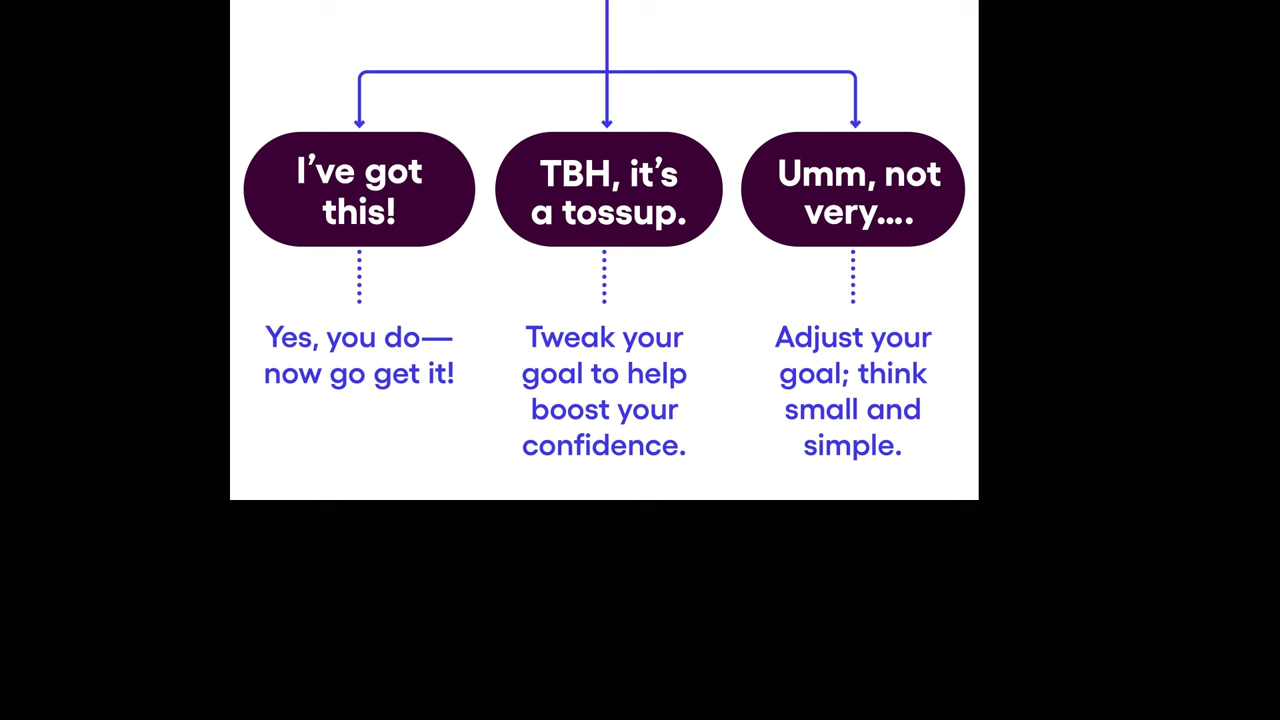 I’ve got
this!
TBH, it’s
a tossup.
Umm, not
very....
Yes, you do—
now go get it!
Tweak your
goal to help
boost your
confidence.
Adjust your
goal; think
small and
simple.